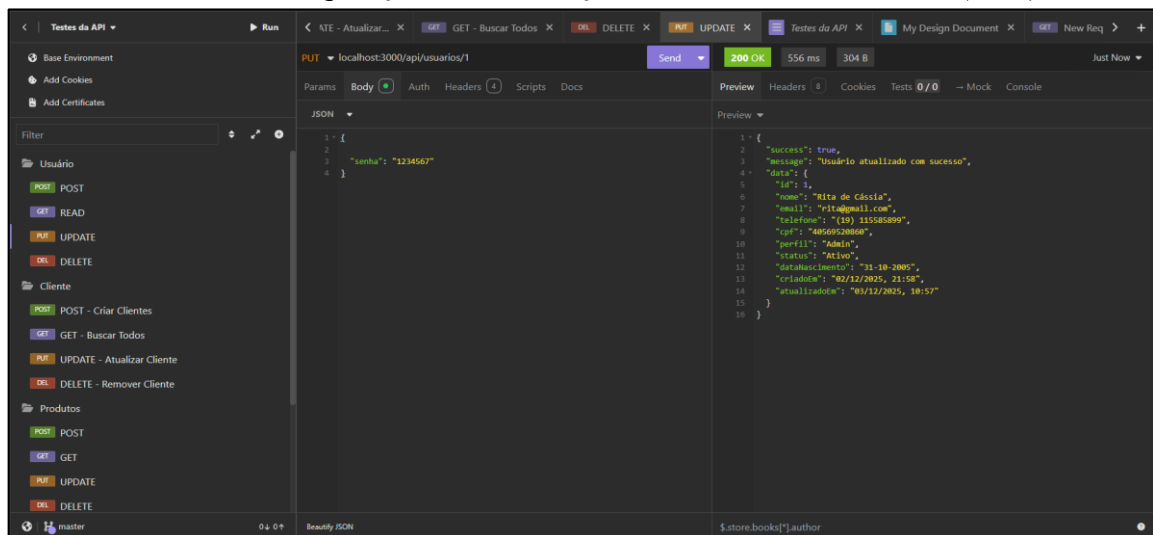 Testes da API
Run
ATE - Atualizar...
GET GET - Buscar Todos
DEL DELETE
PUT UPDATE
Testes da API
My Design Document
GET New Req
Base Environment
Add Cookies
Add Certificates
Filter
Usuário
POST POST
GET READ
PUT UPDATE
DEL DELETE
Cliente
POST POST - Criar Clientes
GET GET - Buscar Todos
PUT UPDATE - Atualizar Cliente
DEL DELETE - Remover Cliente
Produtos
POST POST
GET GET
PUT UPDATE
DEL DELETE
master
0↓ 0↑
PUT localhost:3000/api/usuarios/1
Send
Params Body Auth Headers 4 Scripts Docs
JSON
1 {
2
3 "senha": "1234567"
4 }
Beautify JSON
200 OK 556 ms 304 B
Just Now
Preview Headers 8 Cookies Tests 0 / 0 → Mock Console
Preview
1 {
2 "success": true,
3 "message": "Usuário atualizado com sucesso",
4 "data": {
5 "id": 1,
6 "nome": "Rita de Cássia",
7 "email": "rita@gmail.com",
8 "telefone": "(19) 115585899",
9 "cpf": "40569520860",
10 "perfil": "Admin",
11 "status": "Ativo",
12 "dataNascimento": "31-10-2005",
13 "criadoEm": "02/12/2025, 21:58",
14 "atualizadoEm": "03/12/2025, 10:57"
15 }
16 }
$.store.books[*].author